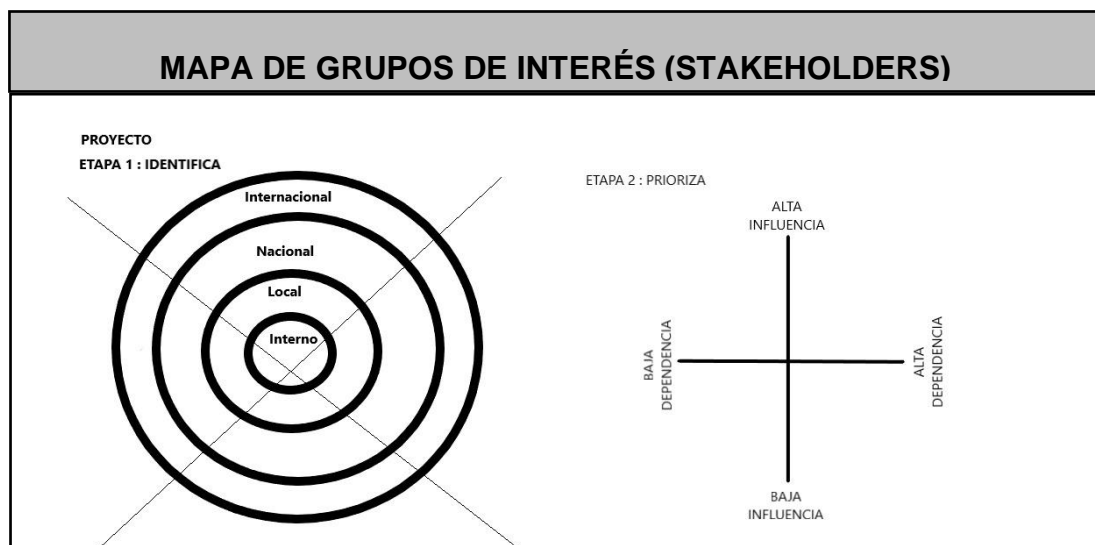 MAPA DE GRUPOS DE INTERÉS (STAKEHOLDERS)
PROYECTO
ETAPA 1 : IDENTIFICA
Internacional
Nacional
Local
Interno
ETAPA 2 : PRIORIZA
ALTA
INFLUENCIA
BAJA
DEPENDENCIA
ALTA
DEPENDENCIA
BAJA
INFLUENCIA